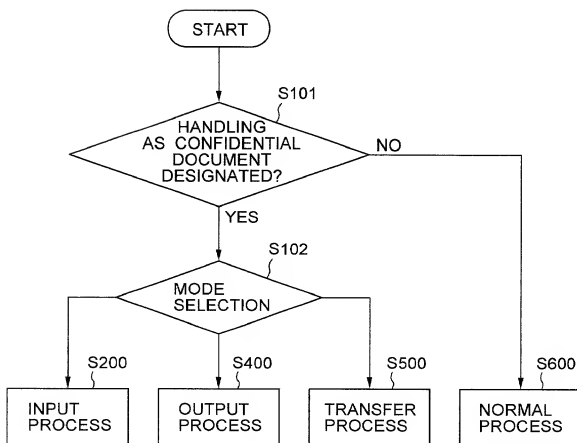 START
S101
HANDLING
AS CONFIDENTIAL
DOCUMENT
DESIGNATED?
NO
YES
S102
MODE
SELECTION
S200
S400
S500
S600
INPUT
PROCESS
OUTPUT
PROCESS
TRANSFER
PROCESS
NORMAL
PROCESS